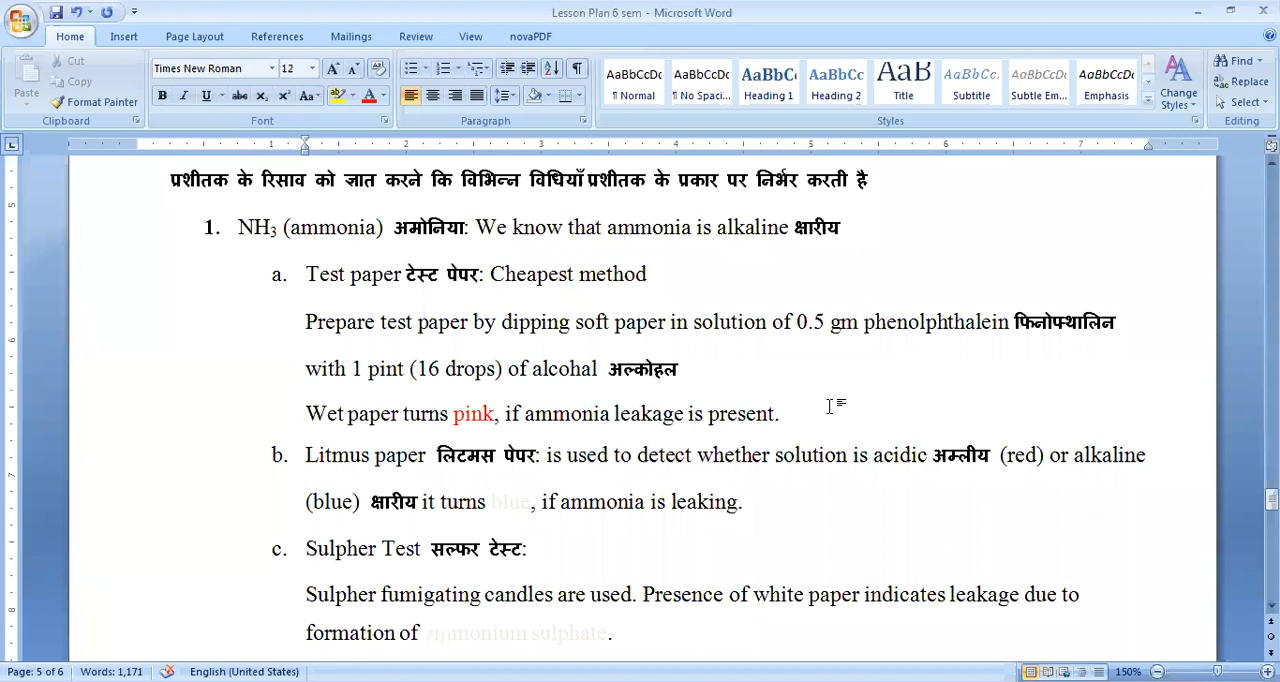 Lesson Plan 6 sem - Microsoft Word
Home Insert Page Layout References Mailings Review View novaPDF
Paste Cut Copy Format Painter Clipboard
Times New Roman 12 Font
Paragraph
AaBbCcDc ¶ Normal
AaBbCcDc ¶ No Spaci...
AaBbC Heading 1
AaBbCc Heading 2
AaB Title
AaBbCc. Subtitle
AaBbCcDc Subtle Em...
AaBbCcDc Emphasis
Change Styles Styles
Find Replace Select Editing
1 2 3 4 5 6 7
प्रशीतक के रिसाव को ज्ञात करने कि विभिन्न विधियाँ प्रशीतक के प्रकार पर निर्भर करती है
1. NH3 (ammonia) अमोनिया: We know that ammonia is alkaline क्षारीय
a. Test paper टेस्ट पेपर: Cheapest method
Prepare test paper by dipping soft paper in solution of 0.5 gm phenolphthalein फिनोफ्थालिन
with 1 pint (16 drops) of alcohal अल्कोहल
Wet paper turns pink, if ammonia leakage is present.
b. Litmus paper लिटमस पेपर: is used to detect whether solution is acidic अम्लीय (red) or alkaline
(blue) क्षारीय it turns blue, if ammonia is leaking.
c. Sulpher Test सल्फर टेस्ट:
Sulpher fumigating candles are used. Presence of white paper indicates leakage due to
formation of ammonium sulphate.
Page: 5 of 6 Words: 1,171 English (United States) 150%